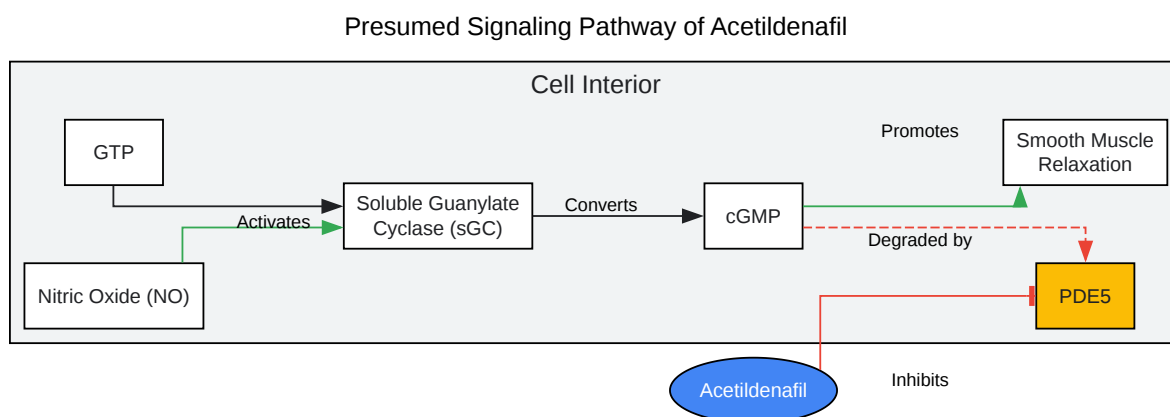 Presumed Signaling Pathway of Acetildenafil
Cell Interior
GTP
Promotes
Smooth Muscle
Relaxation
Activates
Soluble Guanylate
Cyclase (sGC)
Converts
cGMP
Degraded by
Nitric Oxide (NO)
PDE5
Acetildenafil
Inhibits